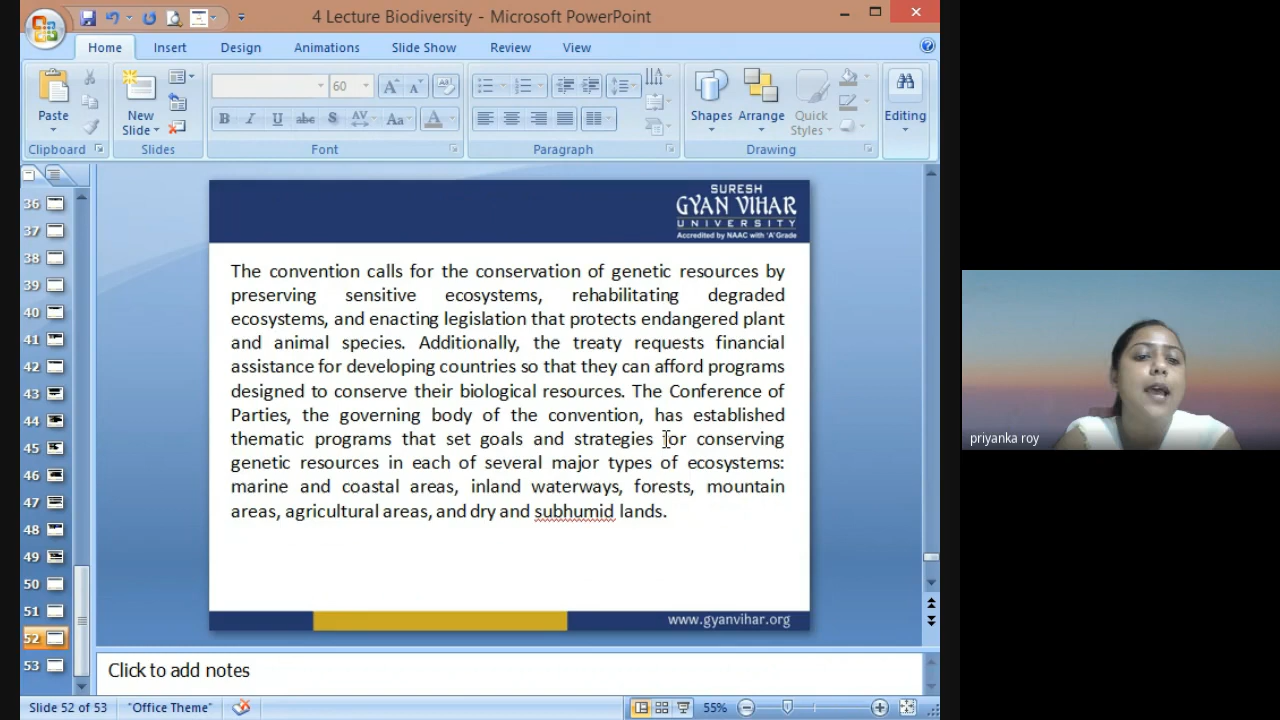 4 Lecture Biodiversity - Microsoft PowerPoint
Home Insert Design Animations Slide Show Review View
Paste
New Slide
60
Shapes Arrange Quick Styles Editing
Clipboard Slides Font Paragraph Drawing
36
37
38
39
40
41
42
43
44
45
46
47
48
49
50
51
52
53
SURESH
GYAN VIHAR
UNIVERSITY
Accredited by NAAC with 'A' Grade
The convention calls for the conservation of genetic resources by
preserving sensitive ecosystems, rehabilitating degraded
ecosystems, and enacting legislation that protects endangered plant
and animal species. Additionally, the treaty requests financial
assistance for developing countries so that they can afford programs
designed to conserve their biological resources. The Conference of
Parties, the governing body of the convention, has established
thematic programs that set goals and strategies for conserving
genetic resources in each of several major types of ecosystems:
marine and coastal areas, inland waterways, forests, mountain
areas, agricultural areas, and dry and subhumid lands.
www.gyanvihar.org
Click to add notes
Slide 52 of 53 "Office Theme" 55%
priyanka roy